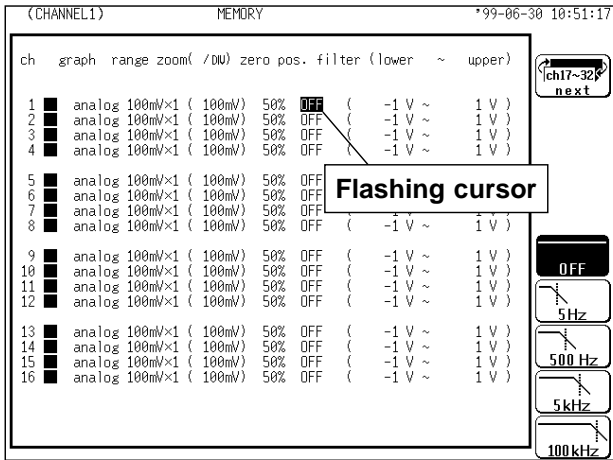 (CHANNEL1) MEMORY '99-06-30 10:51:17
ch graph range zoom( /DIV) zero pos. filter (lower ~ upper)
1 analog 100mV×1 ( 100mV) 50% OFF ( -1 V ~ 1 V )
2 analog 100mV×1 ( 100mV) 50% OFF ( -1 V ~ 1 V )
3 analog 100mV×1 ( 100mV) 50% OFF ( -1 V ~ 1 V )
4 analog 100mV×1 ( 100mV) 50% OFF ( -1 V ~ 1 V )
5 analog 100mV×1 ( 100mV) 50% OFF ( -1 V ~ 1 V )
6 analog 100mV×1 ( 100mV) 50% OFF
7 analog 100mV×1 ( 100mV) 50% OFF
8 analog 100mV×1 ( 100mV) 50% OFF ( -1 V ~ 1 V )
Flashing cursor
9 analog 100mV×1 ( 100mV) 50% OFF ( -1 V ~ 1 V )
10 analog 100mV×1 ( 100mV) 50% OFF ( -1 V ~ 1 V )
11 analog 100mV×1 ( 100mV) 50% OFF ( -1 V ~ 1 V )
12 analog 100mV×1 ( 100mV) 50% OFF ( -1 V ~ 1 V )
13 analog 100mV×1 ( 100mV) 50% OFF ( -1 V ~ 1 V )
14 analog 100mV×1 ( 100mV) 50% OFF ( -1 V ~ 1 V )
15 analog 100mV×1 ( 100mV) 50% OFF ( -1 V ~ 1 V )
16 analog 100mV×1 ( 100mV) 50% OFF ( -1 V ~ 1 V )
ch17~32
next
OFF
5Hz
500 Hz
5kHz
100kHz